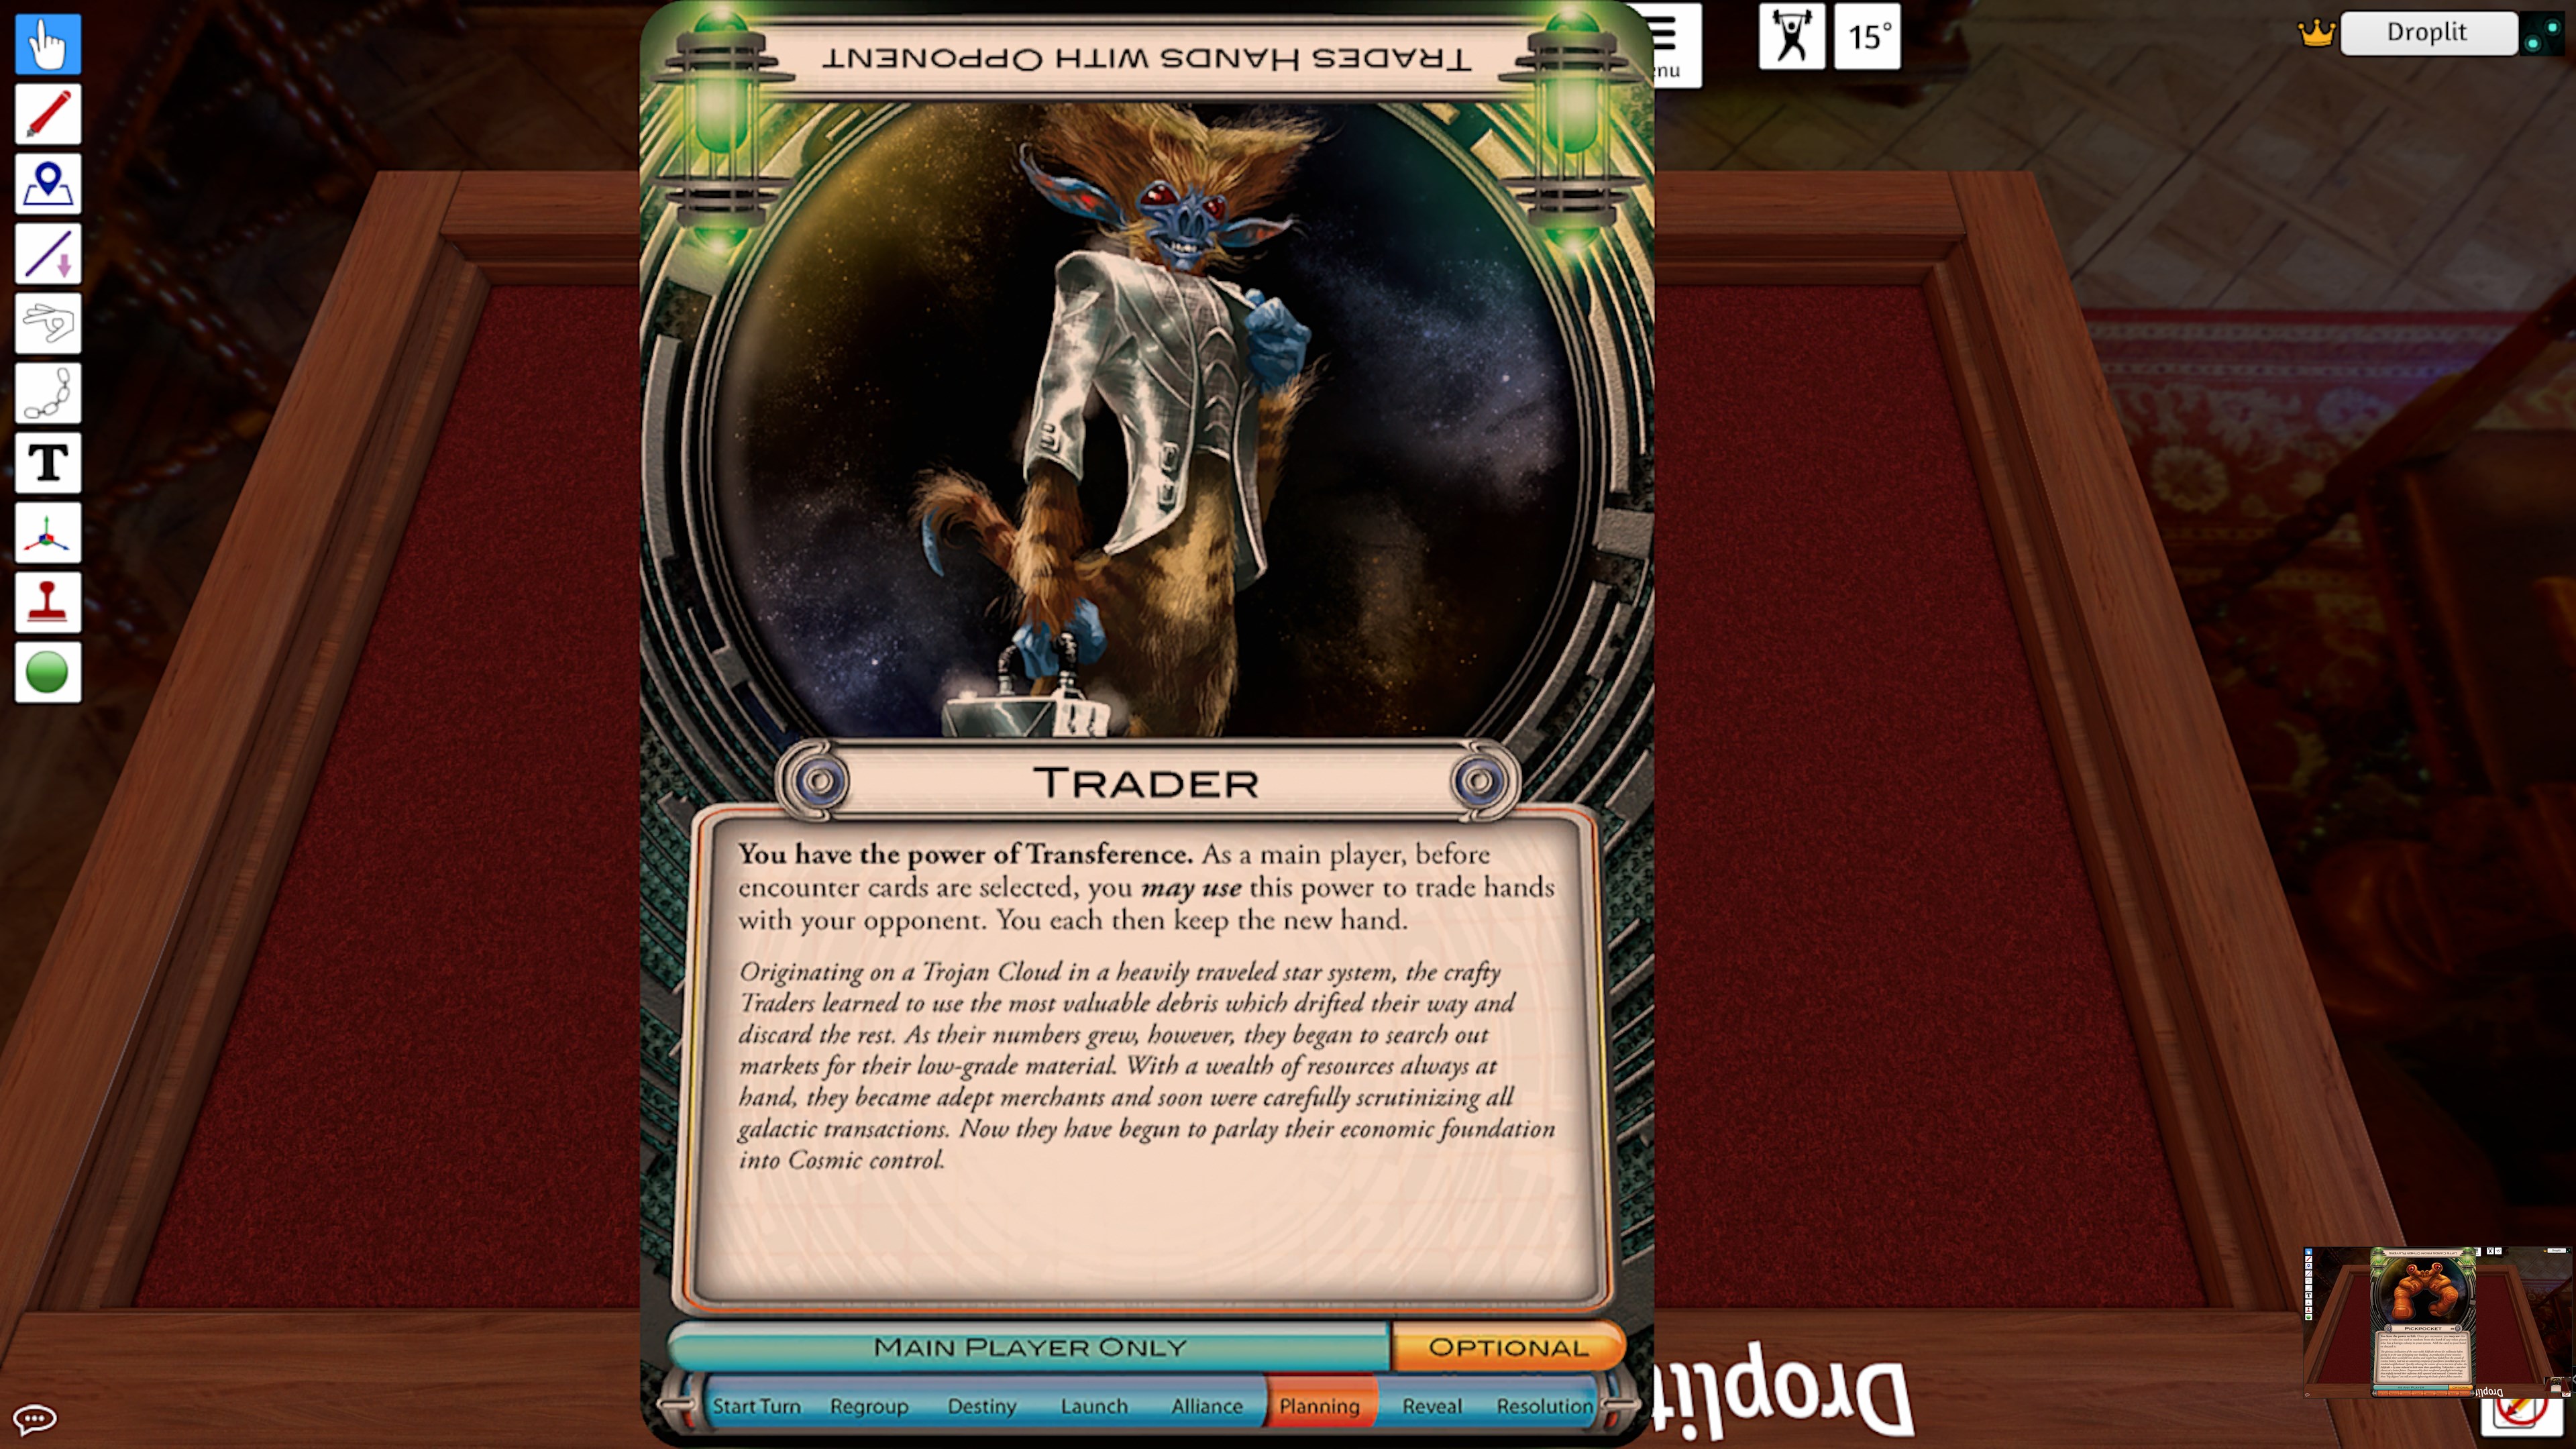 TRADES HANDS WITH OPPONENT
nu
15°
Droplit
T
TRADER
You have the power of Transference. As a main player, before
encounter cards are selected, you may use this power to trade hands
with your opponent. You each then keep the new hand.
Originating on a Trojan Cloud in a heavily traveled star system, the crafty
Traders learned to use the most valuable debris which drifted their way and
discard the rest. As their numbers grew, however, they began to search out
markets for their low-grade material. With a wealth of resources always at
hand, they became adept merchants and soon were carefully scrutinizing all
galactic transactions. Now they have begun to parlay their economic foundation
into Cosmic control.
MAIN PLAYER ONLY
OPTIONAL
Start Turn Regroup Destiny Launch Alliance Planning Reveal Resolution
Droplit
PICKPOCKET